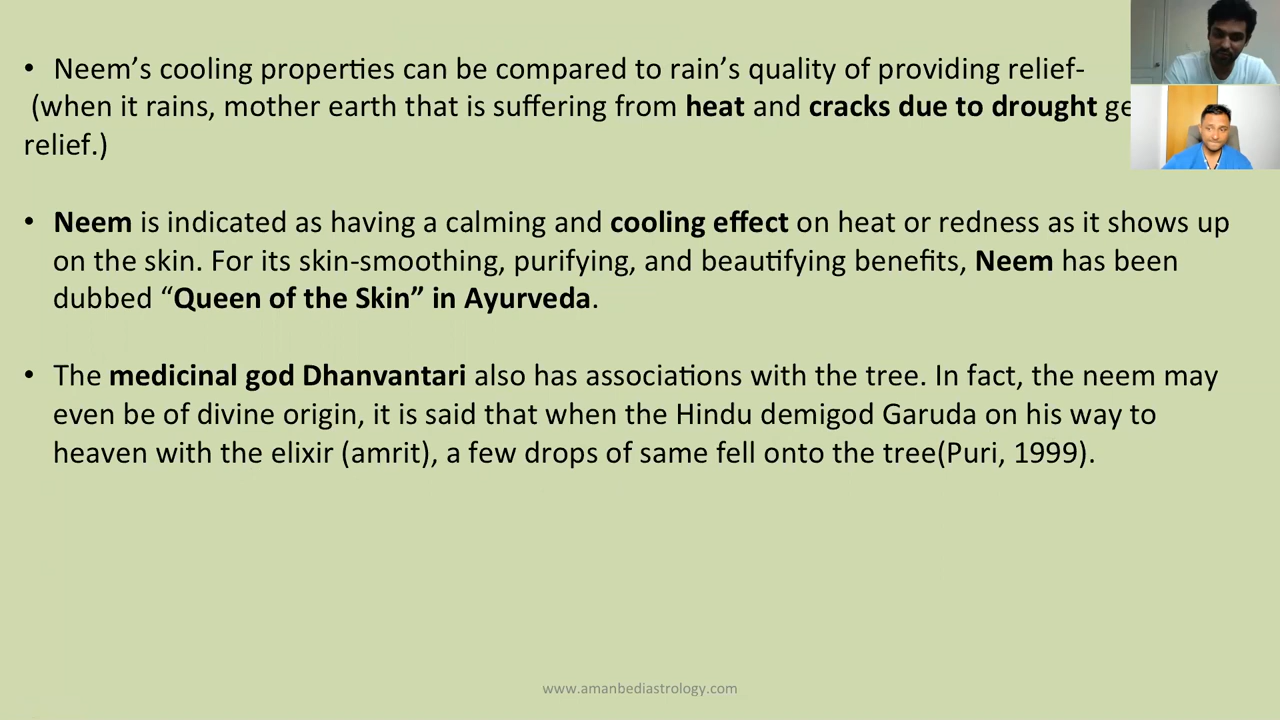 • Neem’s cooling properties can be compared to rain’s quality of providing relief-
(when it rains, mother earth that is suffering from heat and cracks due to drought
relief.)
• Neem is indicated as having a calming and cooling effect on heat or redness as it shows up
on the skin. For its skin-smoothing, purifying, and beautifying benefits, Neem has been
dubbed “Queen of the Skin” in Ayurveda.
• The medicinal god Dhanvantari also has associations with the tree. In fact, the neem may
even be of divine origin, it is said that when the Hindu demigod Garuda on his way to
heaven with the elixir (amrit), a few drops of same fell onto the tree(Puri, 1999).
www.amanbediastrology.com